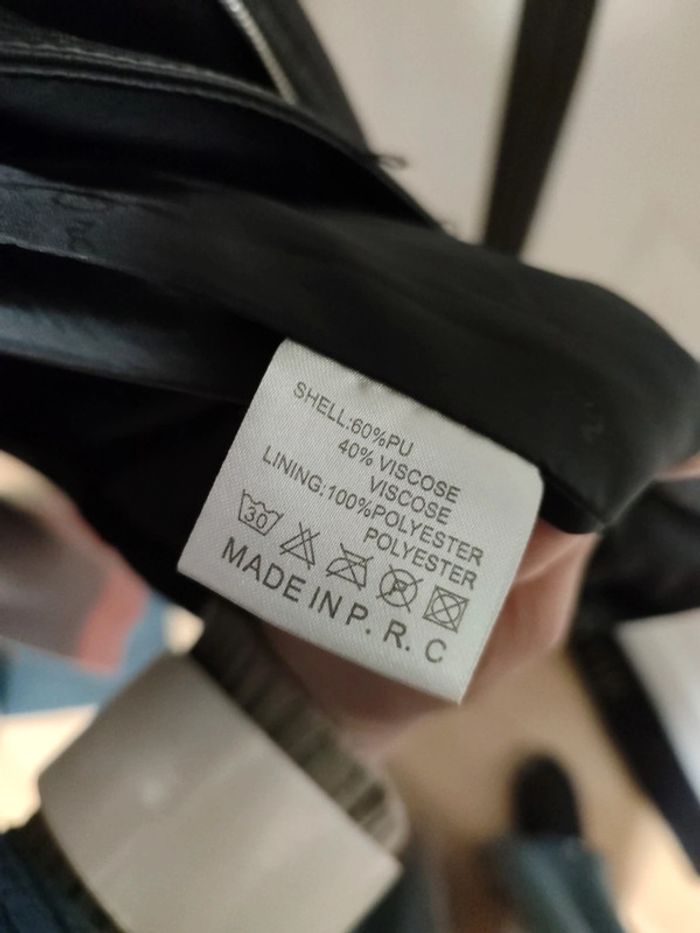 SHELL:60%PU
40% VISCOSE
VISCOSE
LINING:100%POLYESTER
POLYESTER
30 P
MADE IN P. R. C